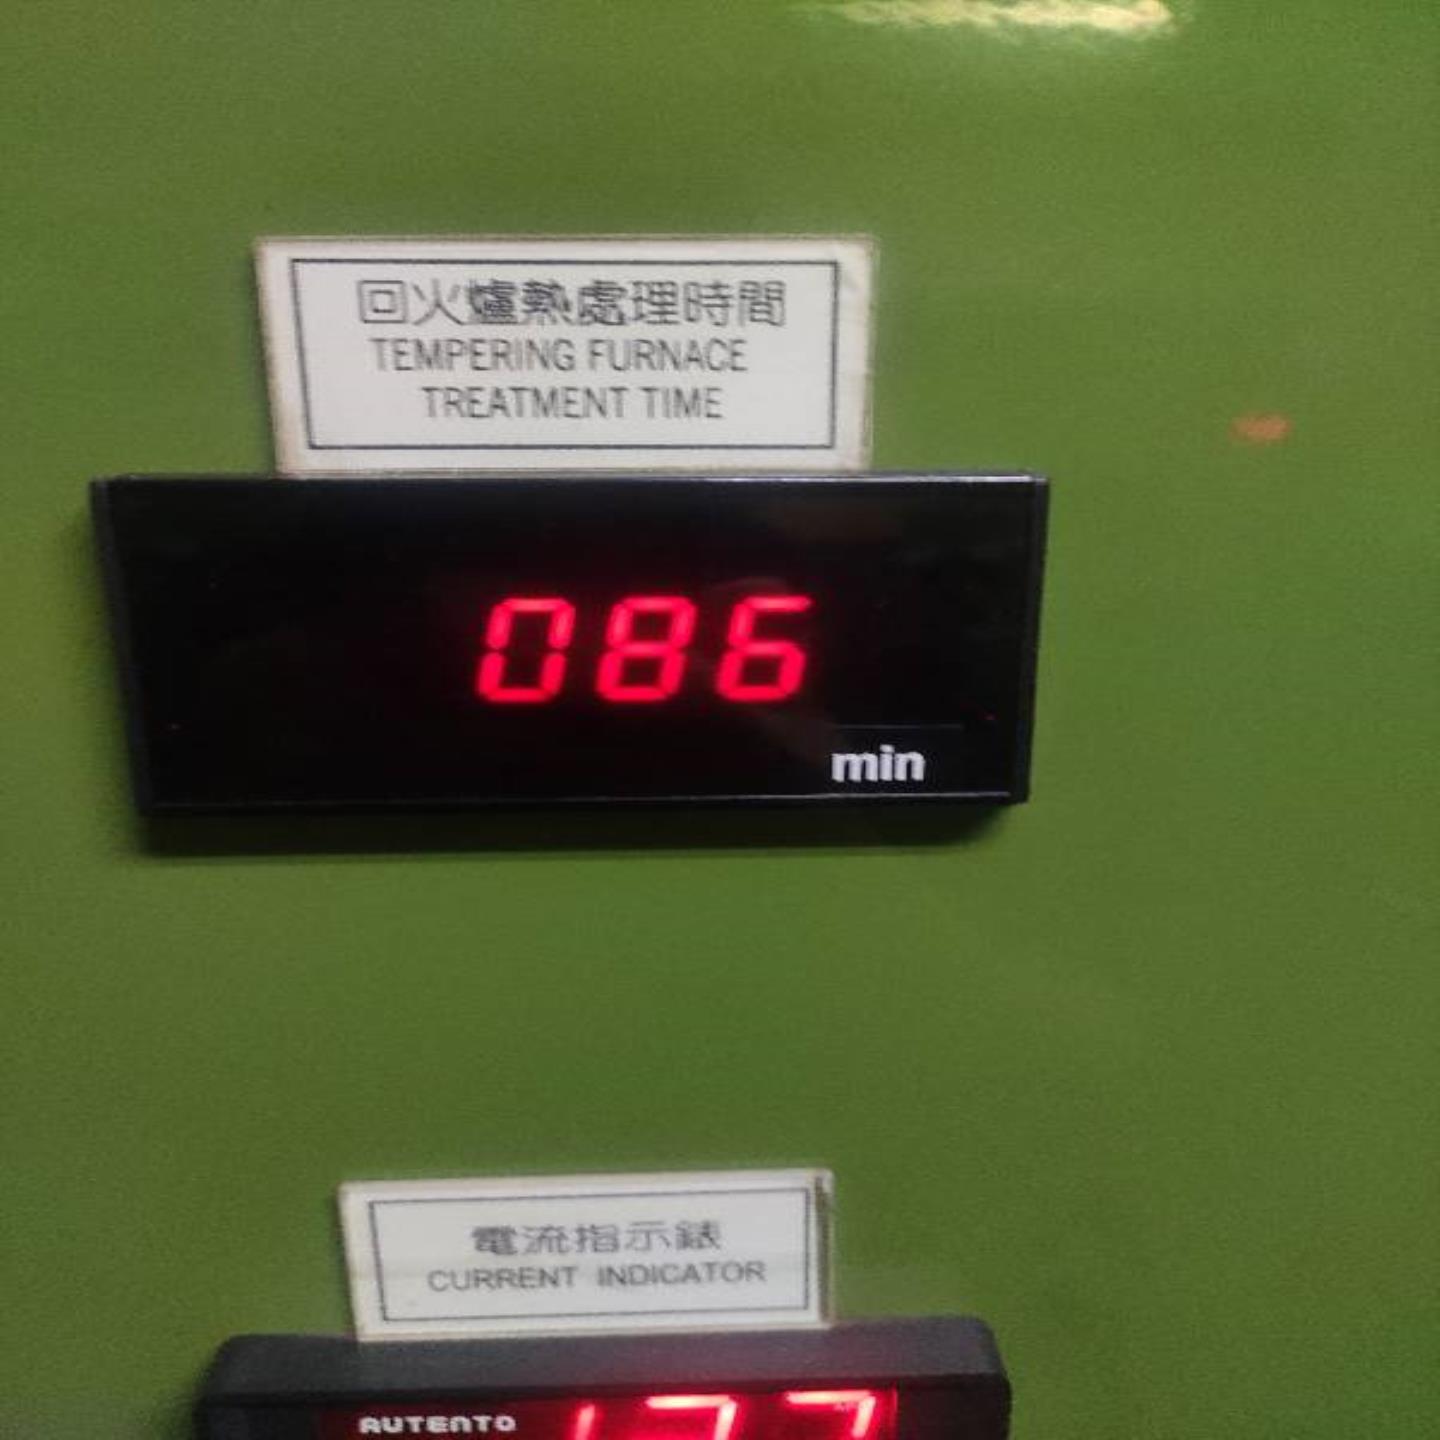 回火爐熱處理時間
TEMPERING FURNACE
TREATMENT TIME
086
min
電流指示錶
CURRENT INDICATOR
AUTENTO